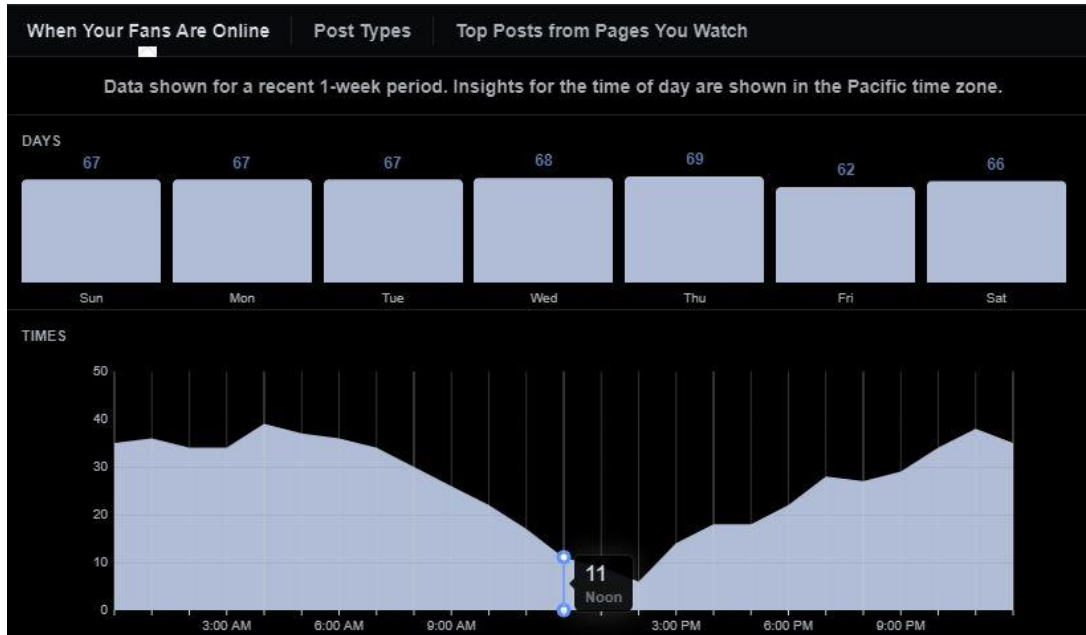 When Your Fans Are Online Post Types Top Posts from Pages You Watch
Data shown for a recent 1-week period. Insights for the time of day are shown in the Pacific time zone.
DAYS
67 67 67 68 69 62 66
Sun Mon Tue Wed Thu Fri Sat
TIMES
50
40
30
20
10
11
Noon
0
3:00 AM 6:00 AM 9:00 AM 3:00 PM 6:00 PM 9:00 PM